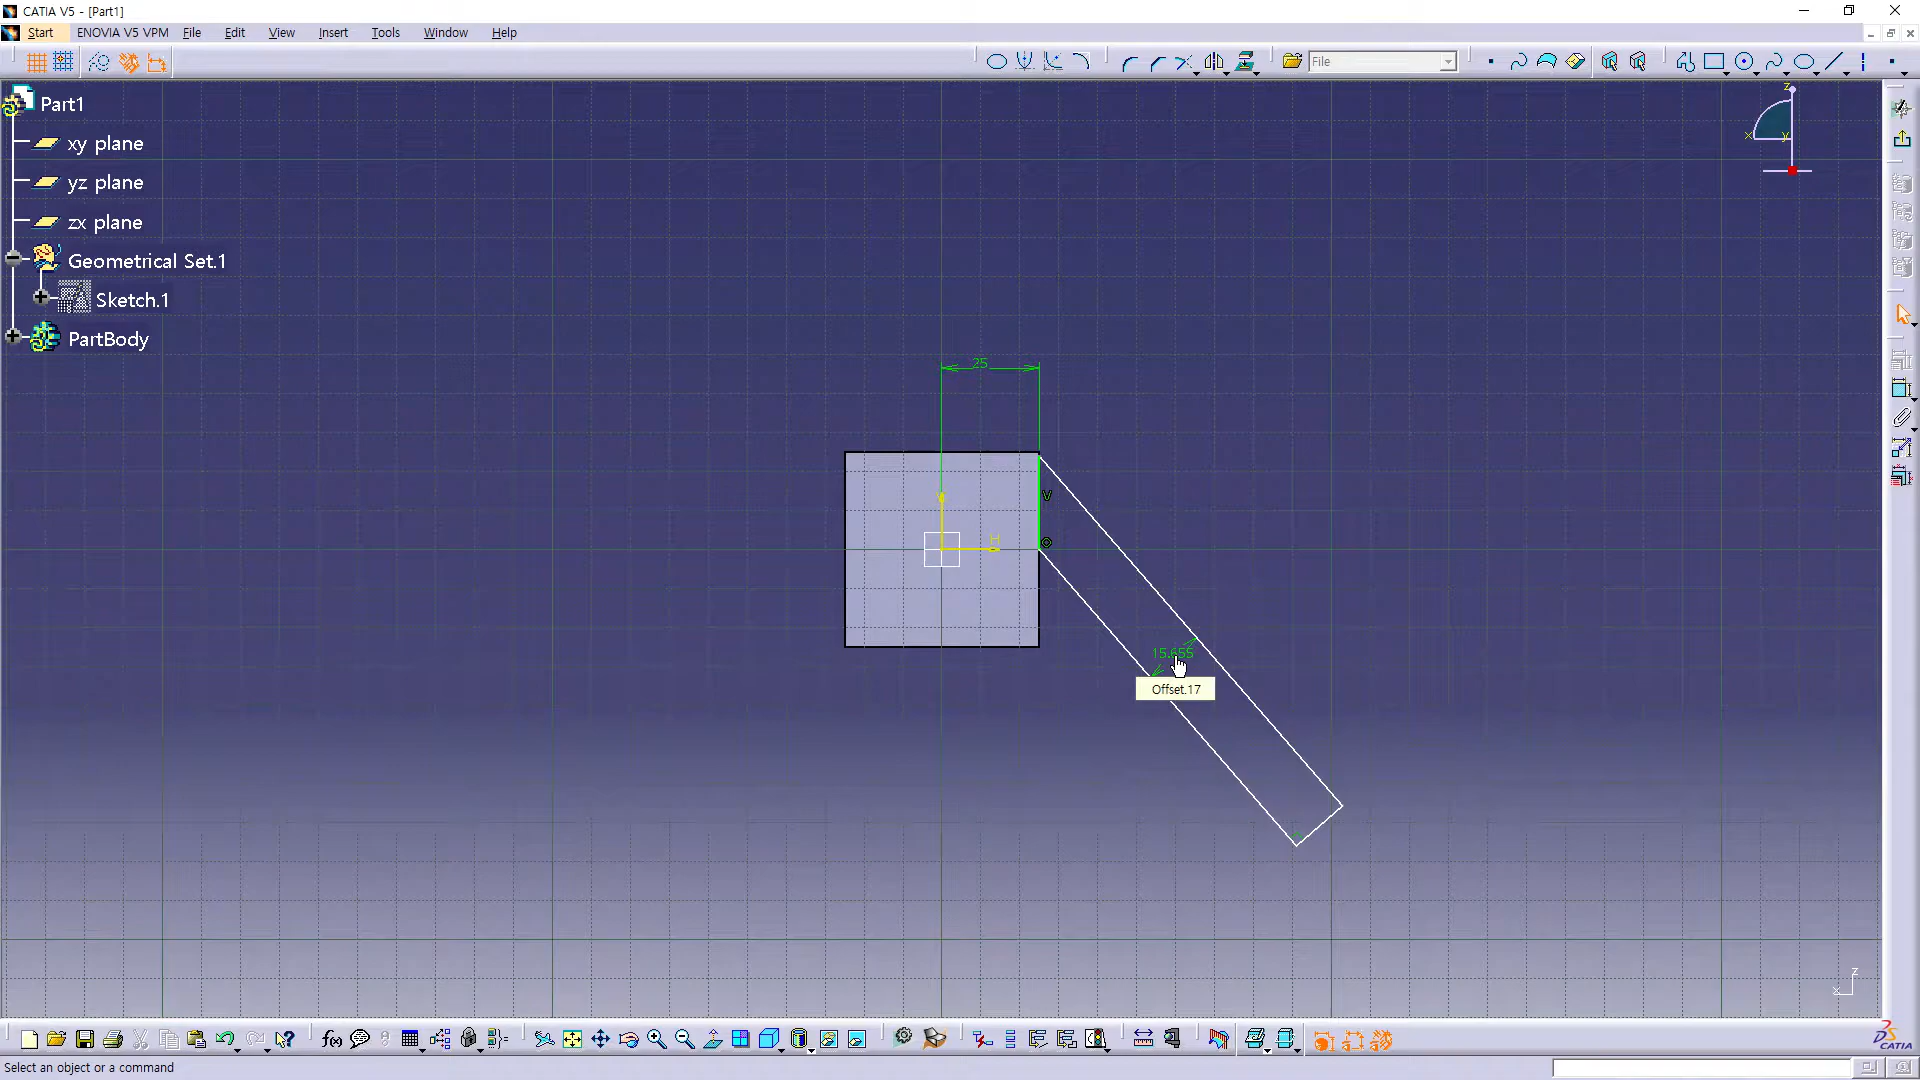 CATIA V5 - [Part1]
Start ENOVIA V5 VPM File Edit View Insert Tools Window Help
File
Part1
xy plane
yz plane
zx plane
Geometrical Set.1
Sketch.1
PartBody
z
x
y
25
V
V
H
15.655
Offset.17
z
x
f(x)
CATIA
Select an object or a command